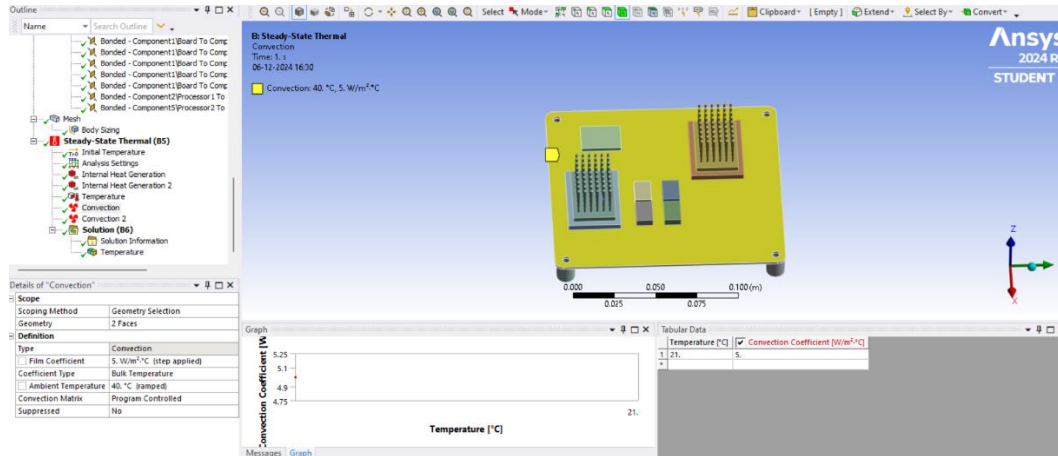 Outline
Name
Search Outline
Bonded - Component1\Board To Comp
Bonded - Component1\Board To Comp
Bonded - Component1\Board To Comp
Bonded - Component1\Board To Comp
Bonded - Component1\Board To Comp
Bonded - Component2\Processor1 To
Bonded - Component5\Processor2 To
Mesh
Body Sizing
Steady-State Thermal (B5)
Initial Temperature
Analysis Settings
Internal Heat Generation
Internal Heat Generation 2
Temperature
Convection
Convection 2
Solution (B6)
Solution Information
Temperature
Details of "Convection"
Scope
Scoping Method Geometry Selection
Geometry 2 Faces
Definition
Type Convection
Film Coefficient 5. W/m²·°C (step applied)
Coefficient Type Bulk Temperature
Ambient Temperature 40. °C (ramped)
Convection Matrix Program Controlled
Suppressed No
Select Mode Clipboard [ Empty ] Extend Select By Convert
B: Steady-State Thermal
Convection
Time: 1. s
06-12-2024 16:30
Convection: 40. °C, 5. W/m²·°C
Ansys
2024 R
STUDENT
Z
X
0.000 0.050 0.100 (m)
0.025 0.075
Graph
Convection Coefficient [W
5.25
5.1
4.9
4.75
21.
Temperature [°C]
Messages Graph
Tabular Data
Temperature [°C] Convection Coefficient [W/m²·°C]
1 21. 5.
*